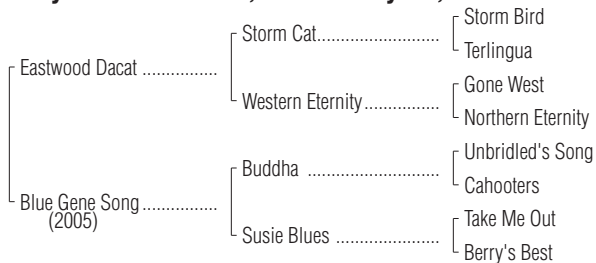 Storm Bird
Storm Cat..................
Terlingua
Eastwood Dacat ................
Gone West
Western Eternity................
Northern Eternity
Unbridled's Song
Buddha ............................
Cahooters
Blue Gene Song ................
(2005)
Take Me Out
Susie Blues ......................
Berry's Best